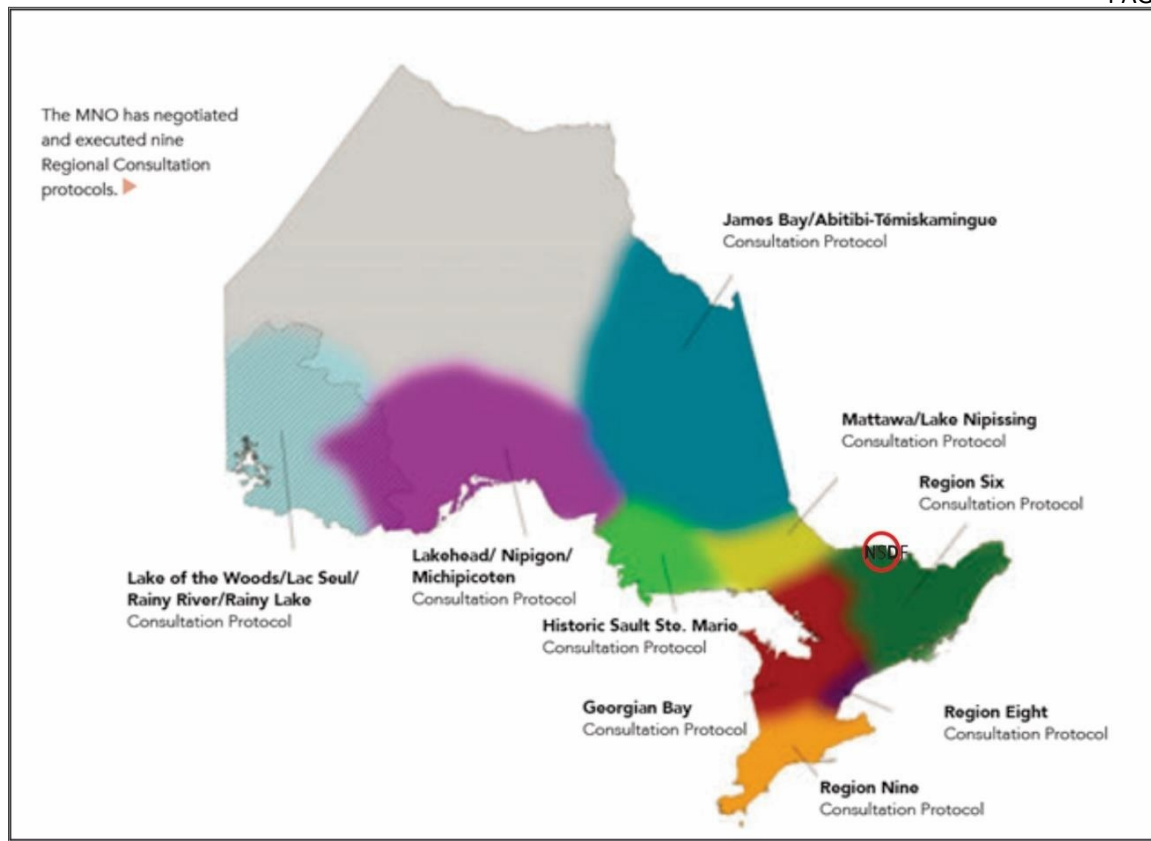 The MNO has negotiated
and executed nine
Regional Consultation
protocols.
James Bay/Abitibi-Témiskamingue
Consultation Protocol
Mattawa/Lake Nipissing
Consultation Protocol
Region Six
Consultation Protocol
NSDF
Lakehead/ Nipigon/
Michipicoten
Consultation Protocol
Lake of the Woods/Lac Seul/
Rainy River/Rainy Lake
Consultation Protocol
Historic Sault Ste. Marie
Consultation Protocol
Georgian Bay
Consultation Protocol
Region Eight
Consultation Protocol
Region Nine
Consultation Protocol